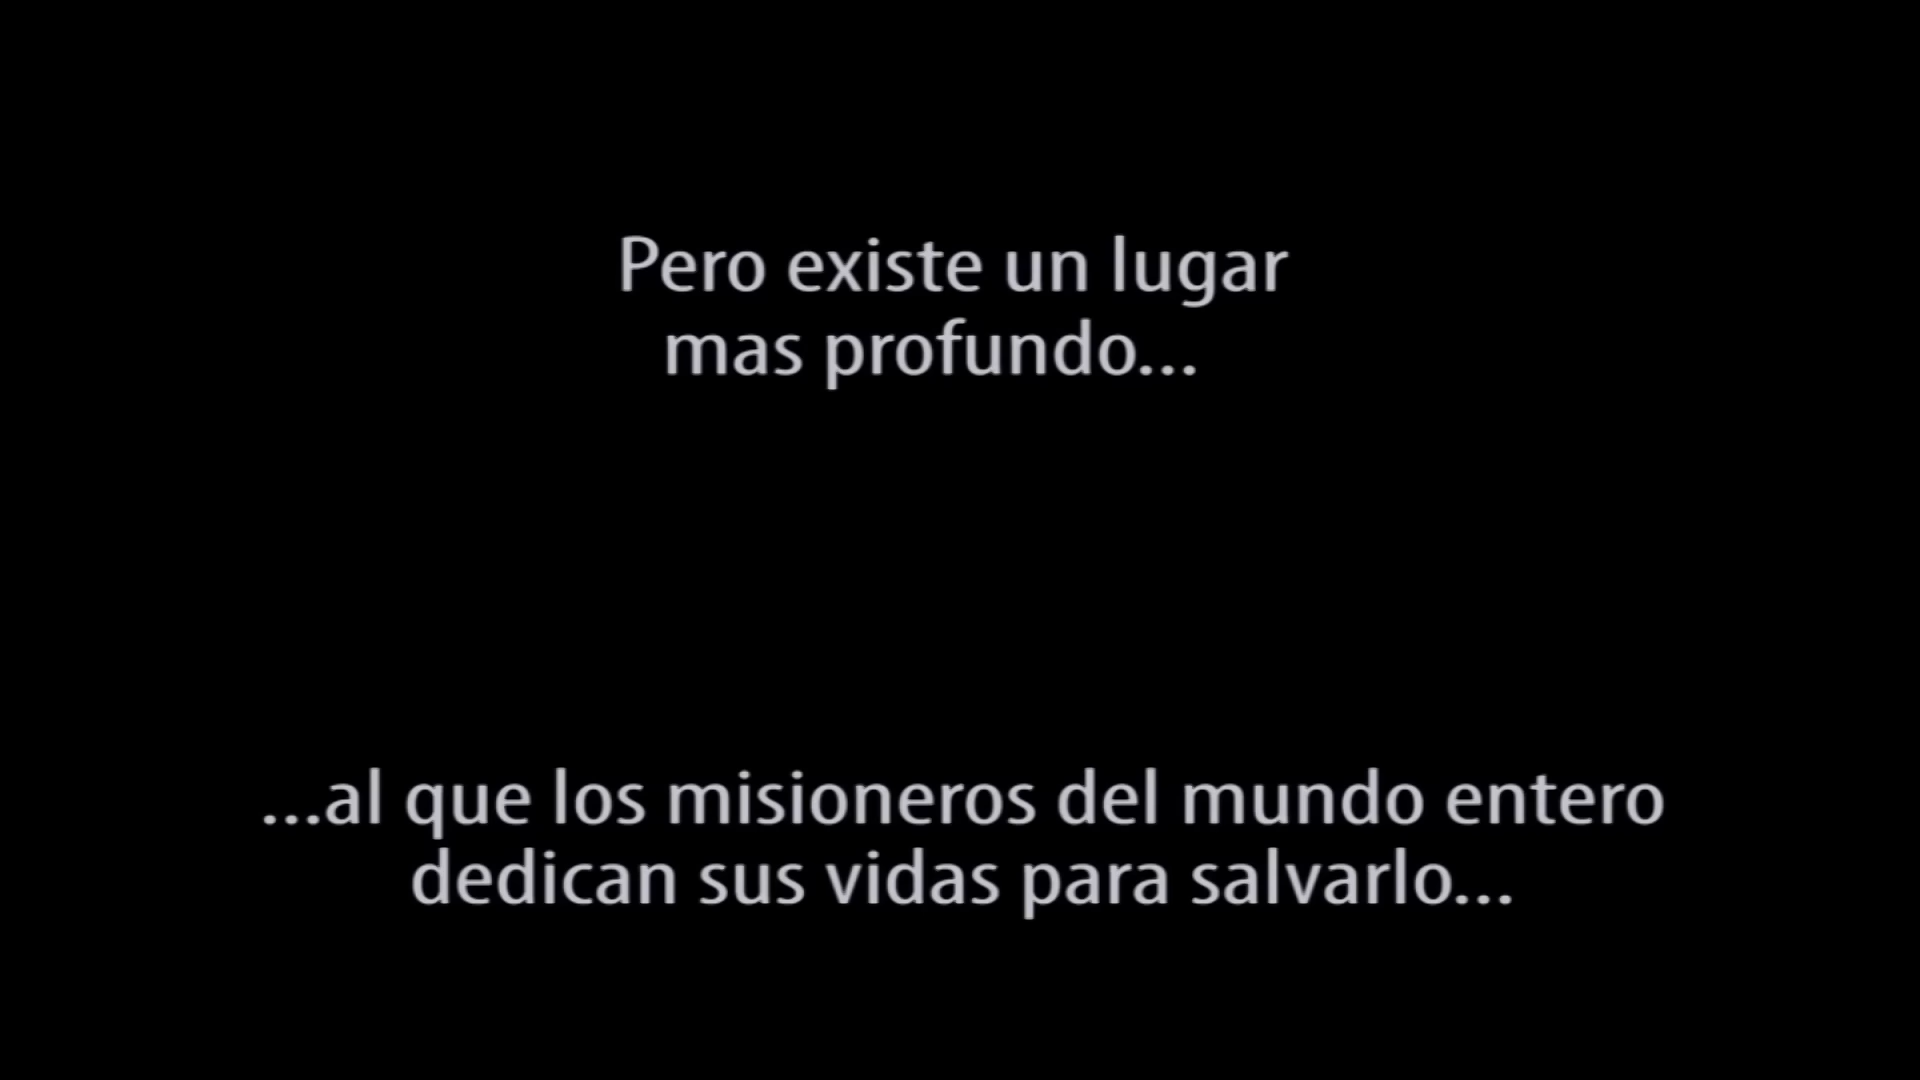 Pero existe un lugar
mas profundo...
...al que los misioneros del mundo entero
dedican sus vidas para salvarlo...